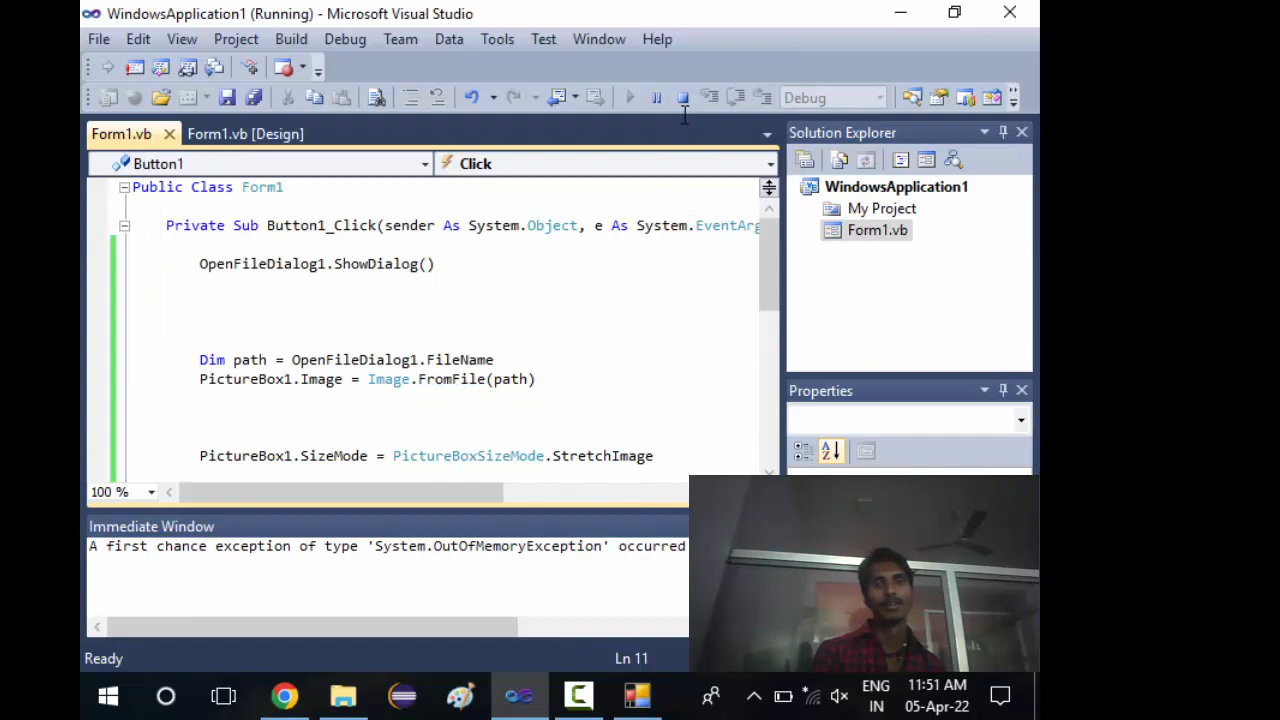 WindowsApplication1 (Running) - Microsoft Visual Studio
File Edit View Project Build Debug Team Data Tools Test Window Help
Debug
Form1.vb Form1.vb [Design]
Button1 Click
Public Class Form1
Private Sub Button1_Click(sender As System.Object, e As System.EventArg
OpenFileDialog1.ShowDialog()
Dim path = OpenFileDialog1.FileName
PictureBox1.Image = Image.FromFile(path)
PictureBox1.SizeMode = PictureBoxSizeMode.StretchImage
100 %
Solution Explorer
WindowsApplication1
My Project
Form1.vb
Properties
Immediate Window
A first chance exception of type 'System.OutOfMemoryException' occurred
Ready Ln 11
ENG 11:51 AM
IN 05-Apr-22